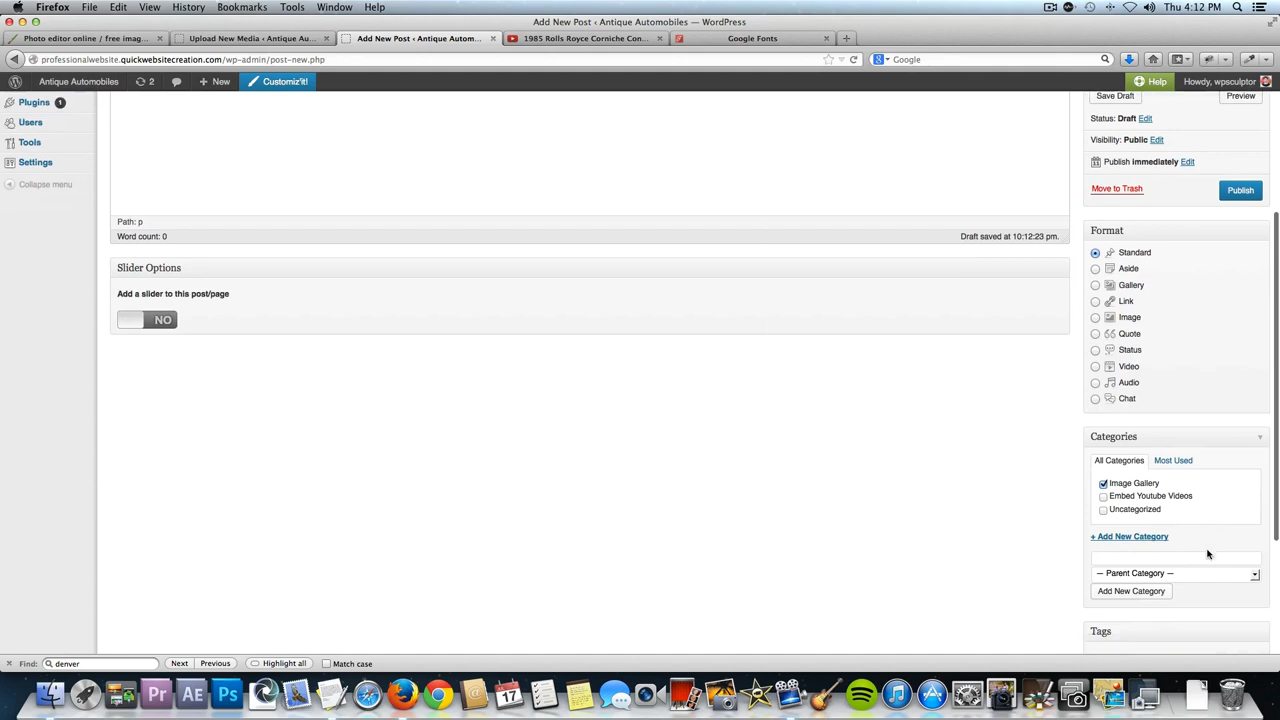 Firefox File Edit View History Bookmarks Tools Window Help Thu 4:12 PM
Add New Post ‹ Antique Automobiles — WordPress
Photo editor online / free imag... Upload New Media ‹ Antique Au... Add New Post ‹ Antique Autom... 1985 Rolls Royce Corniche Con... Google Fonts
professionalwebsite.quickwebsitecreation.com/wp-admin/post-new.php Google
Antique Automobiles 2 New Customize It! Help Howdy, wpsculptor
Plugins 1
Users
Tools
Settings
Collapse menu
Path: p
Word count: 0 Draft saved at 10:12:23 pm.
Slider Options
Add a slider to this post/page
NO
Save Draft Preview
Status: Draft Edit
Visibility: Public Edit
Publish immediately Edit
Move to Trash Publish
Format
Standard
Aside
Gallery
Link
Image
Quote
Status
Video
Audio
Chat
Categories
All Categories Most Used
Image Gallery
Embed Youtube Videos
Uncategorized
+ Add New Category
— Parent Category —
Add New Category
Tags
Find: denver Next Previous Highlight all Match case
Pr Ae Ps 17